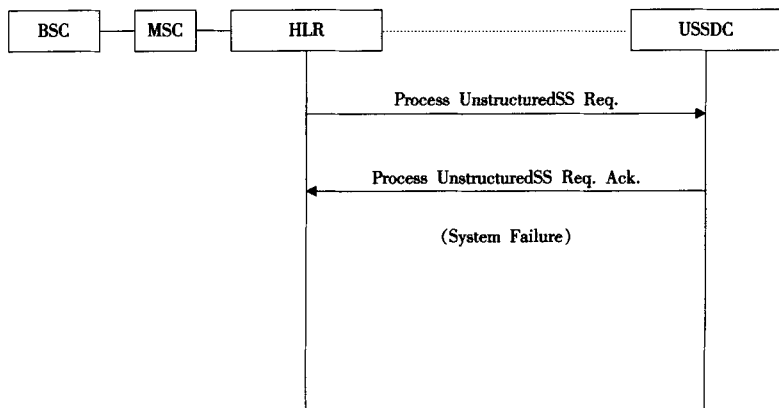 BSC MSC HLR USSDC
Process UnstructuredSS Req.
Process UnstructuredSS Req. Ack.
(System Failure)